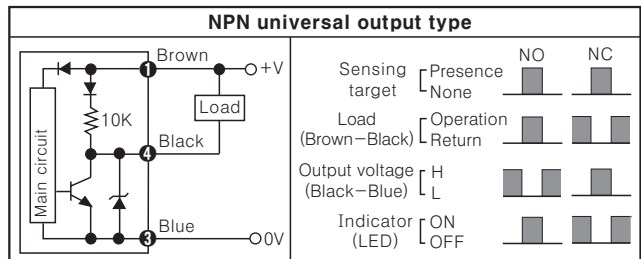 NPN universal output type
Brown
1
+V
10K
Load
Main circuit
Black
4
Blue
3
0V
NO NC
Sensing target Presence None
Load (Brown-Black) Operation Return
Output voltage (Black-Blue) H L
Indicator (LED) ON OFF